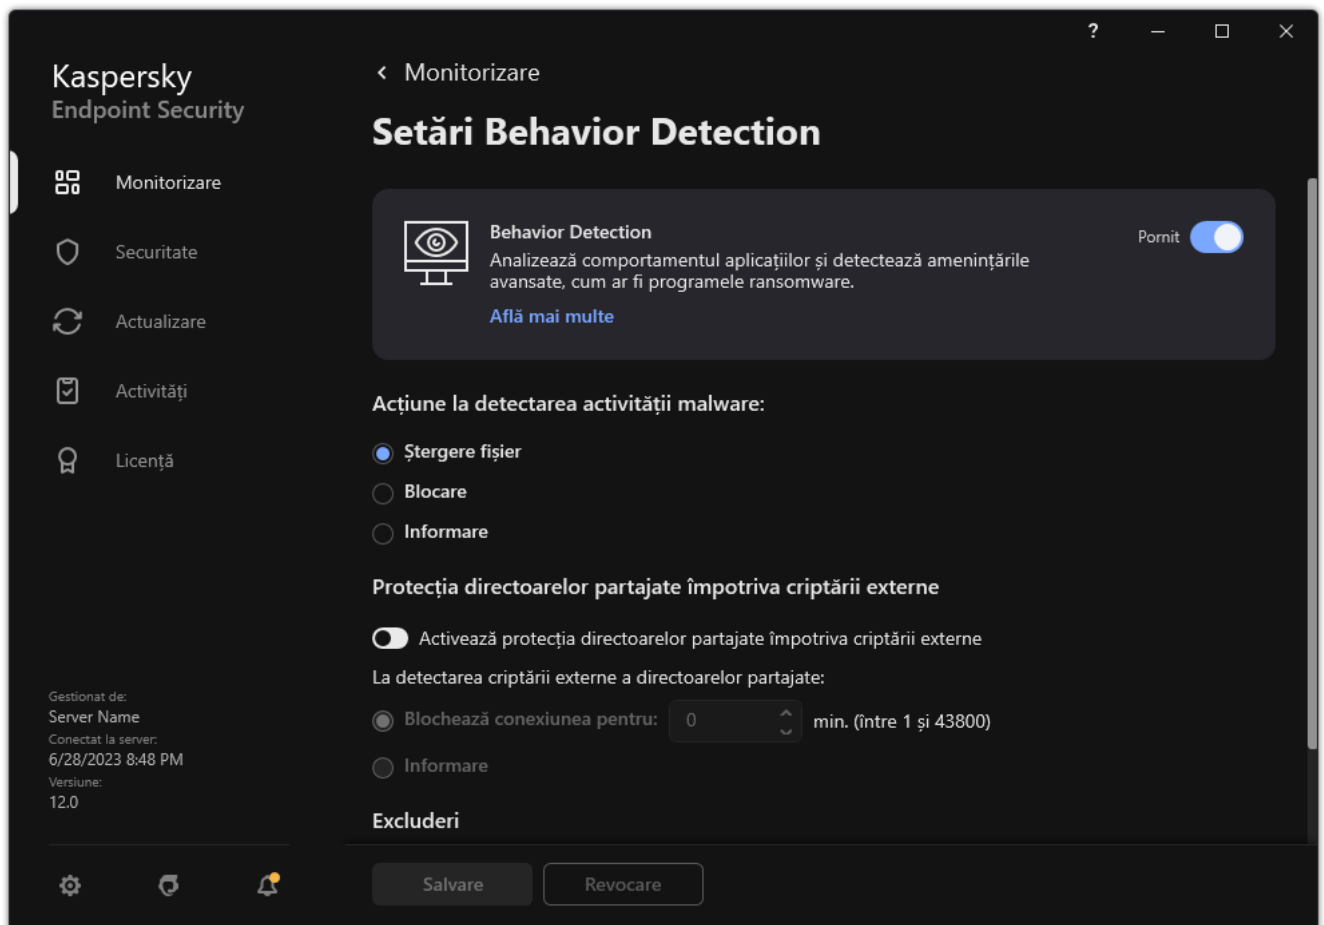 ?
Kaspersky
Endpoint Security
Monitorizare
Securitate
Actualizare
Activități
Licență
Gestionat de:
Server Name
Conectat la server:
6/28/2023 8:48 PM
Versiune:
12.0
Monitorizare
Setări Behavior Detection
Behavior Detection
Pornit
Analizează comportamentul aplicațiilor și detectează amenințările
avansate, cum ar fi programele ransomware.
Află mai multe
Acțiune la detectarea activității malware:
Ștergere fișier
Blocare
Informare
Protecția directoarelor partajate împotriva criptării externe
Activează protecția directoarelor partajate împotriva criptării externe
La detectarea criptării externe a directoarelor partajate:
Blochează conexiunea pentru: 0 min. (între 1 și 43800)
Informare
Excluderi
Salvare
Revocare